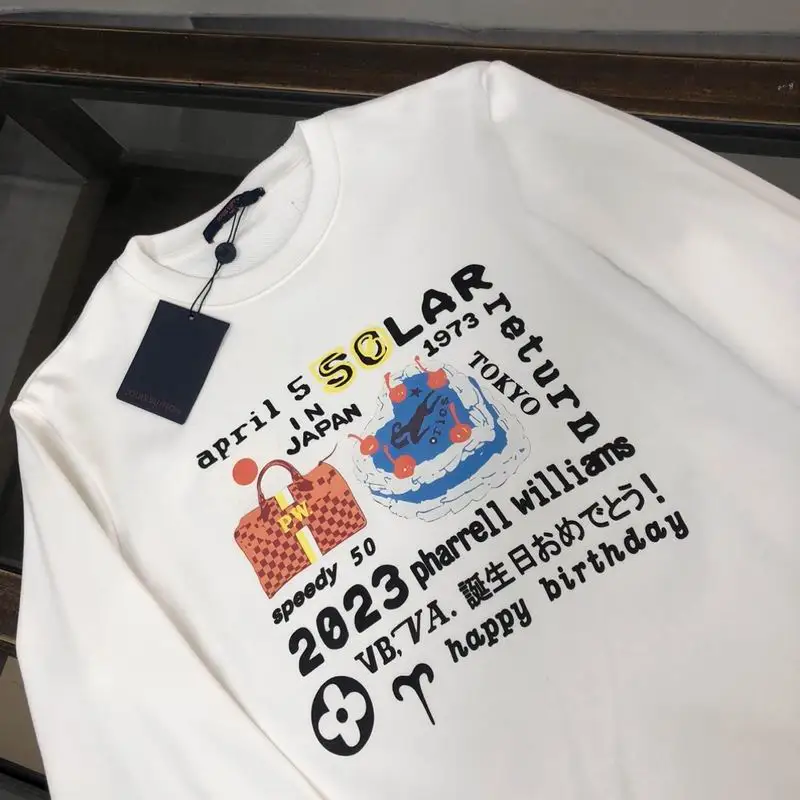 april 5 SOLAR
return
IN
JAPAN
1973
TOKYO
PW
speedy 50
2023 pharrell williams
VB, VA. 誕生日おめでとう!
happy birthday